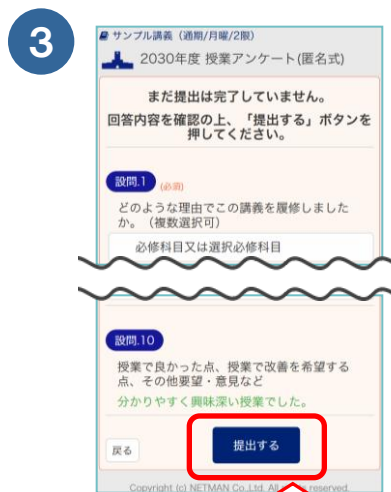 3
サンプル講義（通期/月曜/2限）
2030年度 授業アンケート(匿名式)
まだ提出は完了していません。
回答内容を確認の上、「提出する」ボタンを
押してください。
設問.1 (必須)
どのような理由でこの講義を履修しました
か。（複数選択可）
必修科目又は選択必修科目
設問.10
授業で良かった点、授業で改善を希望する
点、その他要望・意見など
分かりやすく興味深い授業でした。
戻る
提出する
Copyright (c) NETMAN Co.,Ltd. All reserved.